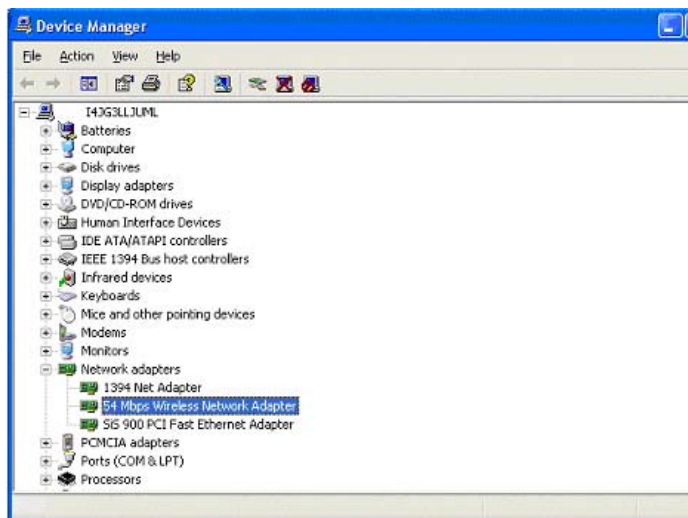 Device Manager
File Action View Help
I4JG3LLJUML
Batteries
Computer
Disk drives
Display adapters
DVD/CD-ROM drives
Human Interface Devices
IDE ATA/ATAPI controllers
IEEE 1394 Bus host controllers
Infrared devices
Keyboards
Mice and other pointing devices
Modems
Monitors
Network adapters
1394 Net Adapter
54 Mbps Wireless Network Adapter
SiS 900 PCI Fast Ethernet Adapter
PCMCIA adapters
Ports (COM & LPT)
Processors